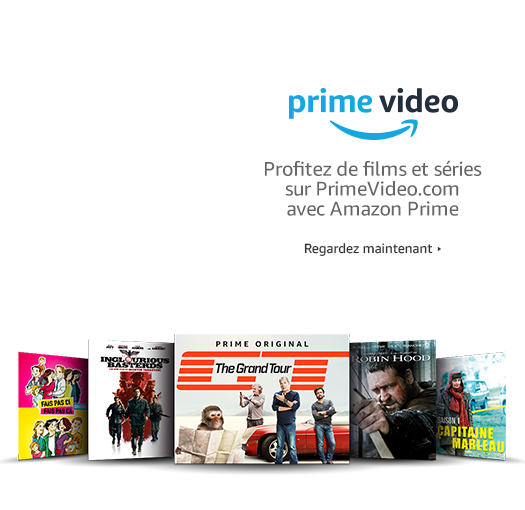 prime video
Profitez de films et séries
sur PrimeVideo.com
avec Amazon Prime
Regardez maintenant ▸
FAIS PAS CI
FAIS PAS ÇA
INGLOURIOUS
BASTERDS
PRIME ORIGINAL
The Grand Tour
ROBIN HOOD
SAISON 1
CAPITAINE
MARLEAU